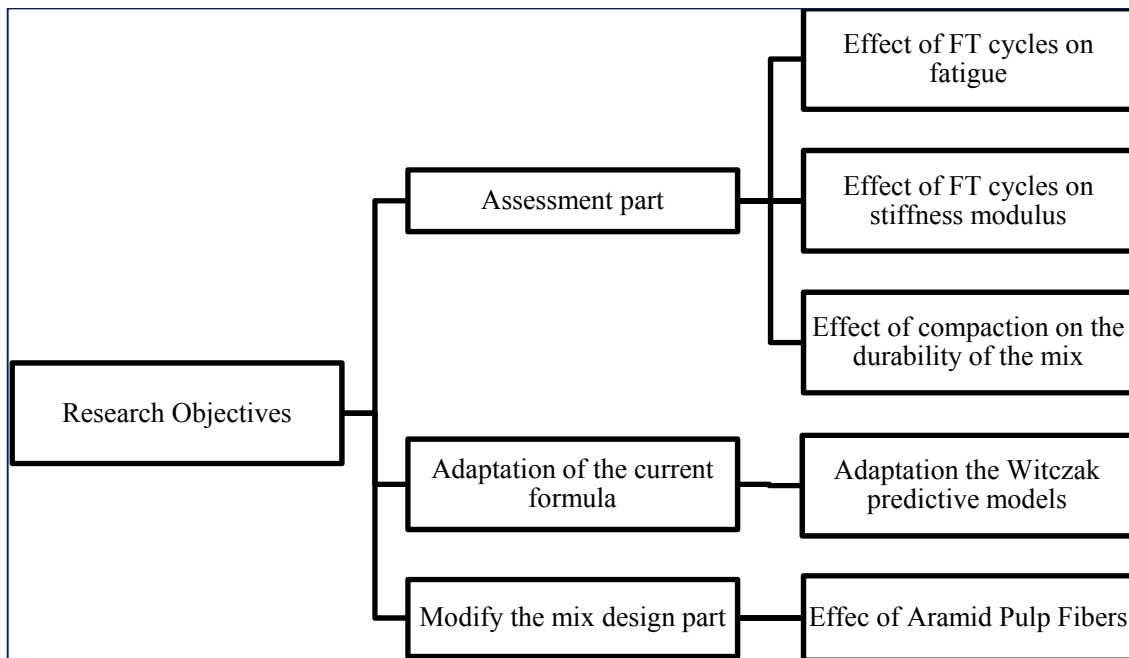 Research Objectives
Assessment part
Effect of FT cycles on
fatigue
Effect of FT cycles on
stiffness modulus
Effect of compaction on the
durability of the mix
Adaptation of the current
formula
Adaptation the Witczak
predictive models
Modify the mix design part
Effec of Aramid Pulp Fibers